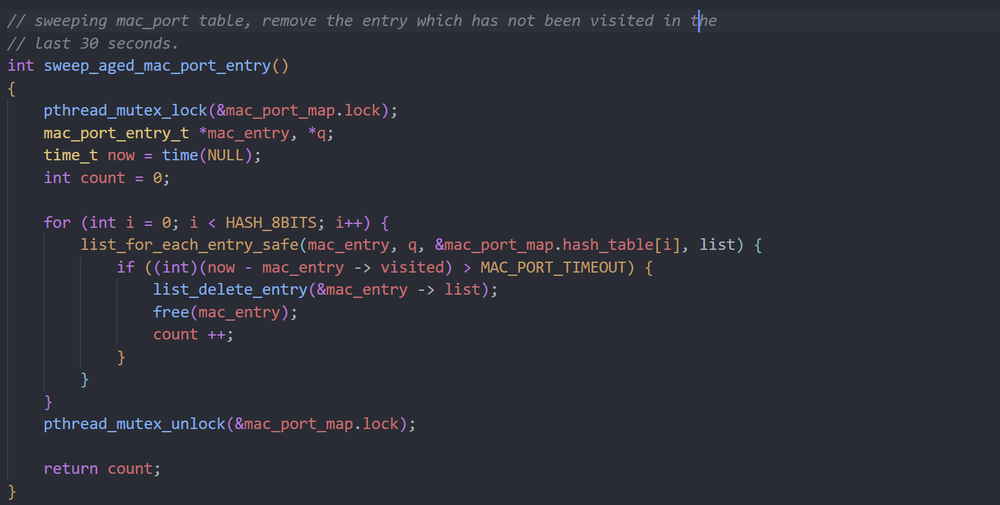 // sweeping mac_port table, remove the entry which has not been visited in the
// last 30 seconds.
int sweep_aged_mac_port_entry()
{
    pthread_mutex_lock(&mac_port_map.lock);
    mac_port_entry_t *mac_entry, *q;
    time_t now = time(NULL);
    int count = 0;

    for (int i = 0; i < HASH_8BITS; i++) {
        list_for_each_entry_safe(mac_entry, q, &mac_port_map.hash_table[i], list) {
            if ((int)(now - mac_entry -> visited) > MAC_PORT_TIMEOUT) {
                list_delete_entry(&mac_entry -> list);
                free(mac_entry);
                count ++;
            }
        }
    }
    pthread_mutex_unlock(&mac_port_map.lock);

    return count;
}